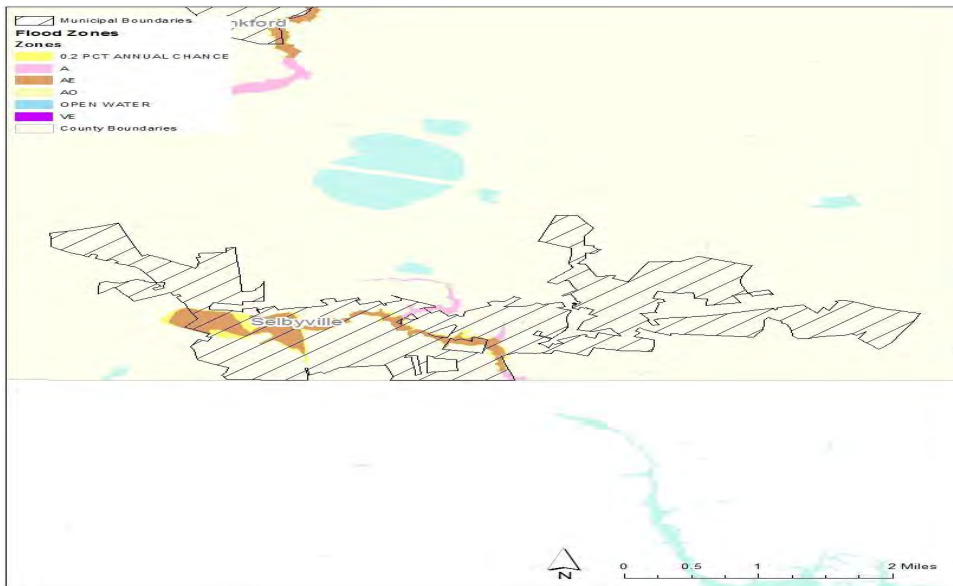 Municipal Boundaries
nkford
Flood Zones
Zones
0.2 PCT ANNUAL CHANCE
A
AE
AO
OPEN WATER
VE
County Boundaries
Selbyville
N
0 0.5 1 2 Miles